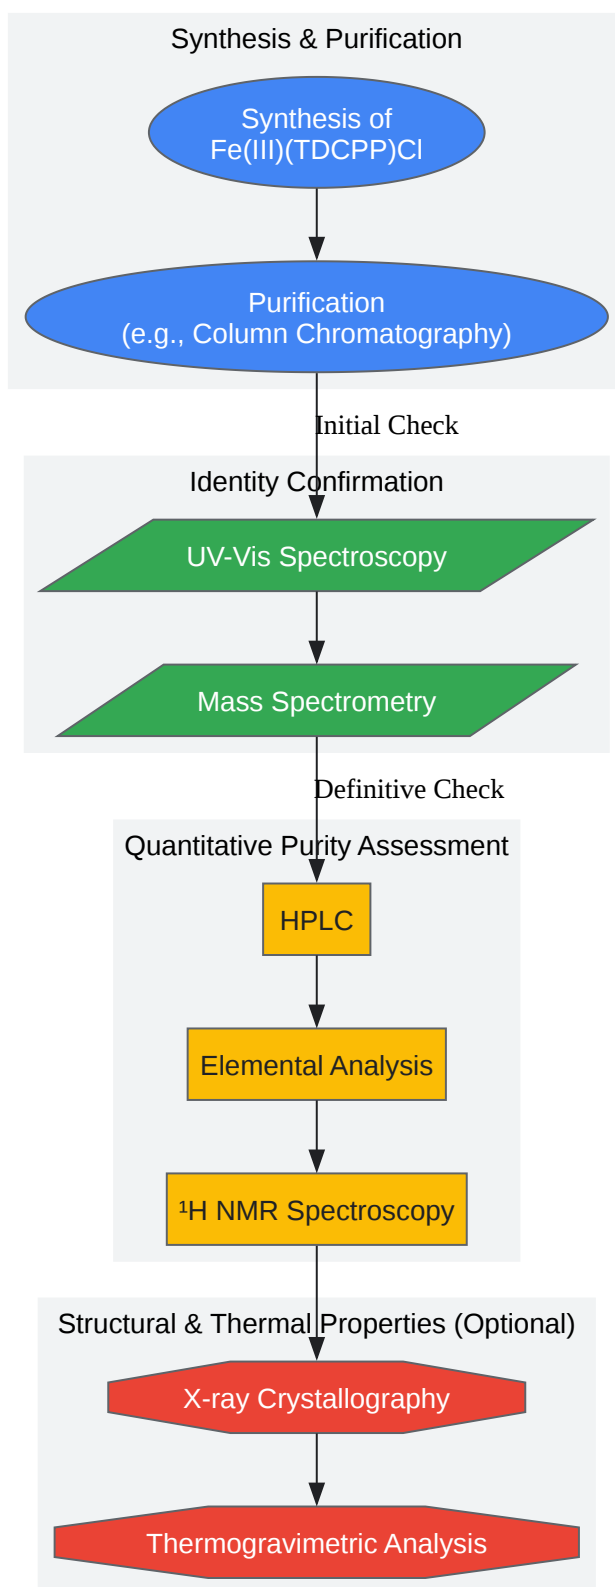 Synthesis & Purification
Synthesis of
Fe(III)(TDCPP)Cl
Purification
(e.g., Column Chromatography)
Initial Check
Identity Confirmation
UV-Vis Spectroscopy
Mass Spectrometry
Definitive Check
Quantitative Purity Assessment
HPLC
Elemental Analysis
¹H NMR Spectroscopy
Structural & Thermal Properties (Optional)
X-ray Crystallography
Thermogravimetric Analysis